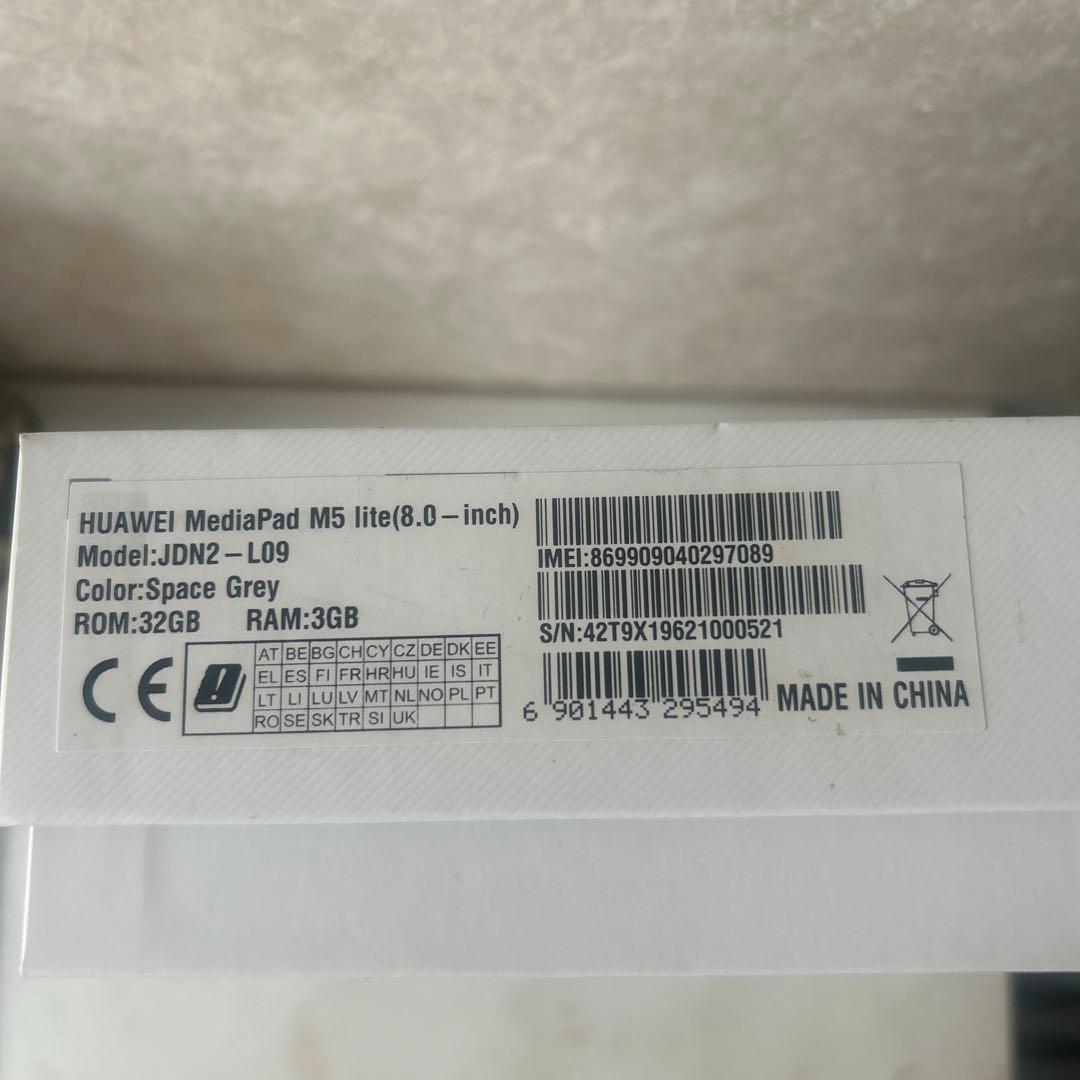 HUAWEI MediaPad M5 lite(8.0-inch)
Model:JDN2-L09
Color:Space Grey
ROM:32GB RAM:3GB
CE
AT BE BG CH CY CZ DE DK EE
EL ES FI FR HR HU IE IS IT
LT LI LU LV MT NL NO PL PT
RO SE SK TR SI UK
IMEI:869909040297089
S/N:42T9X19621000521
6 901443 295494
MADE IN CHINA